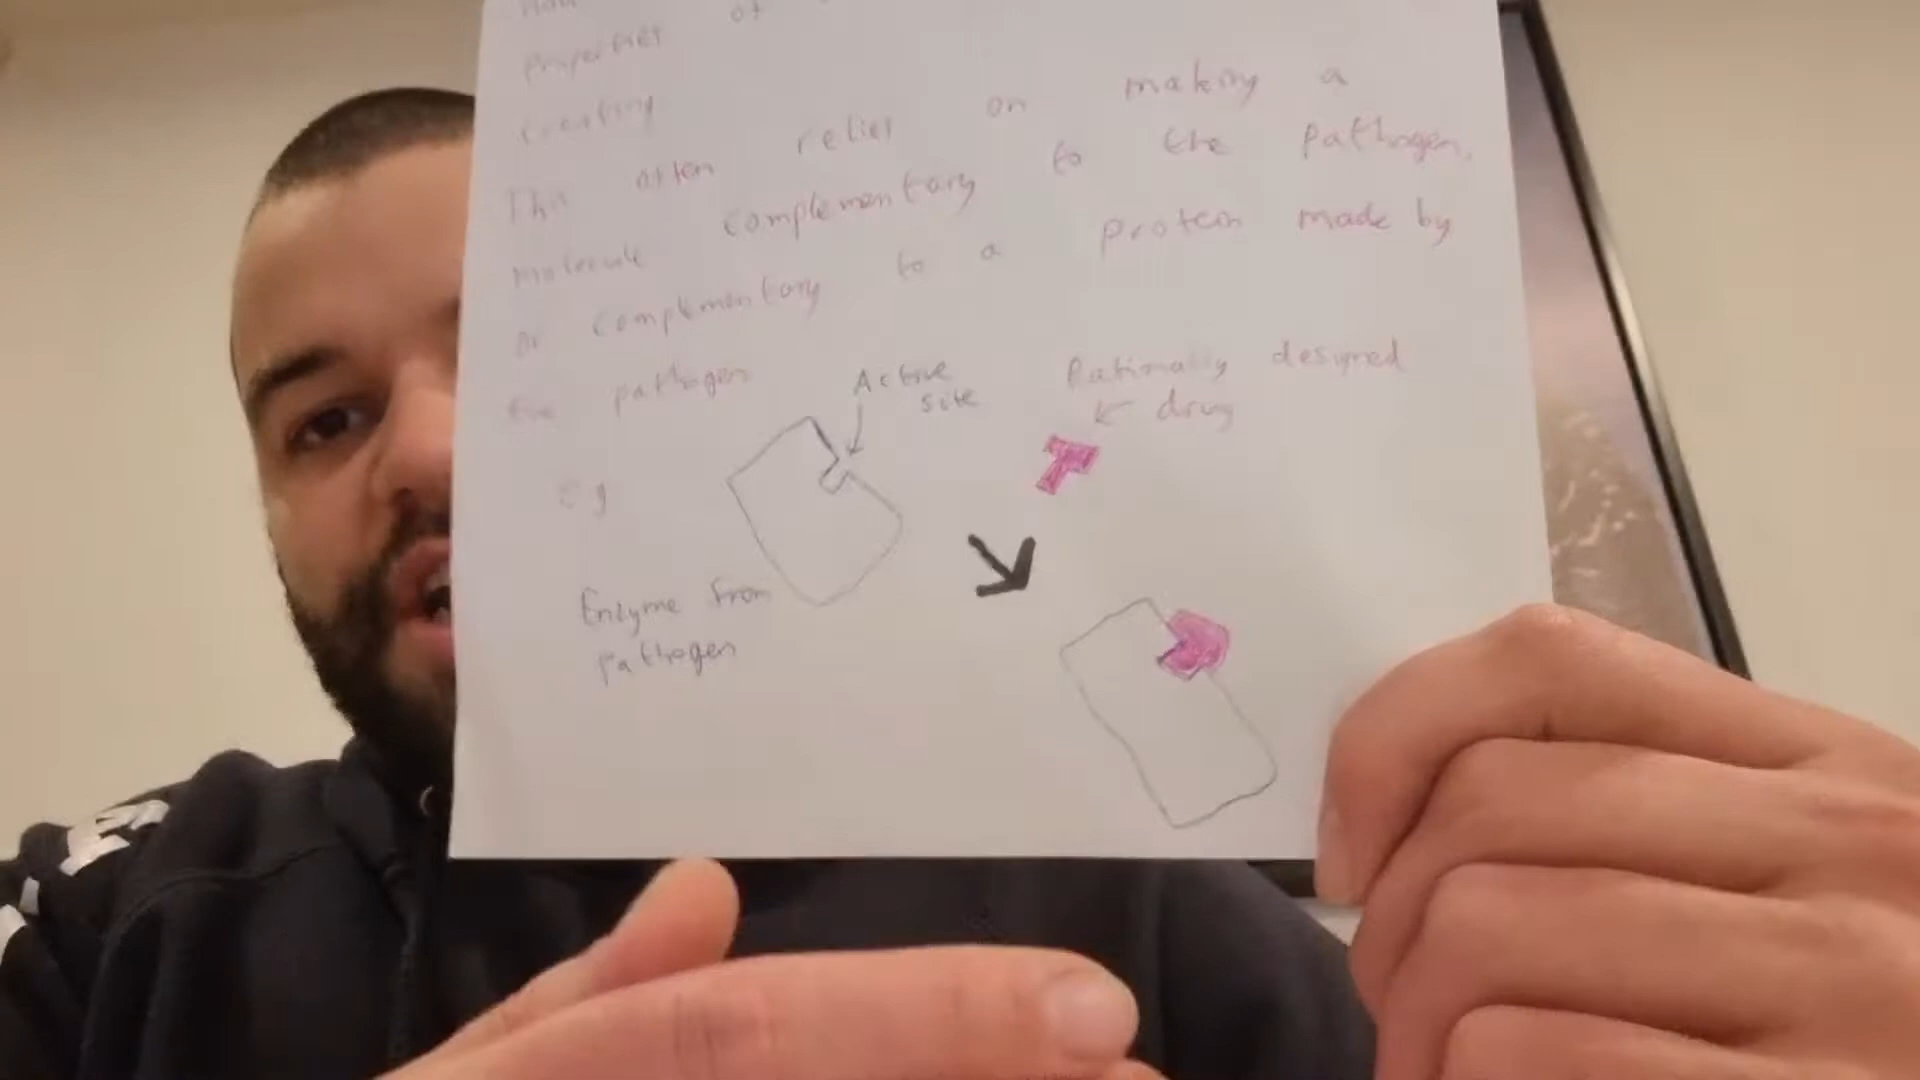 Properties of
creating
This often relies on making a
molecule complementary to the pathogen,
or complementary to a protein made by
the pathogen
Active
site
Rationally designed
← drug
eg
Enzyme from
pathogen